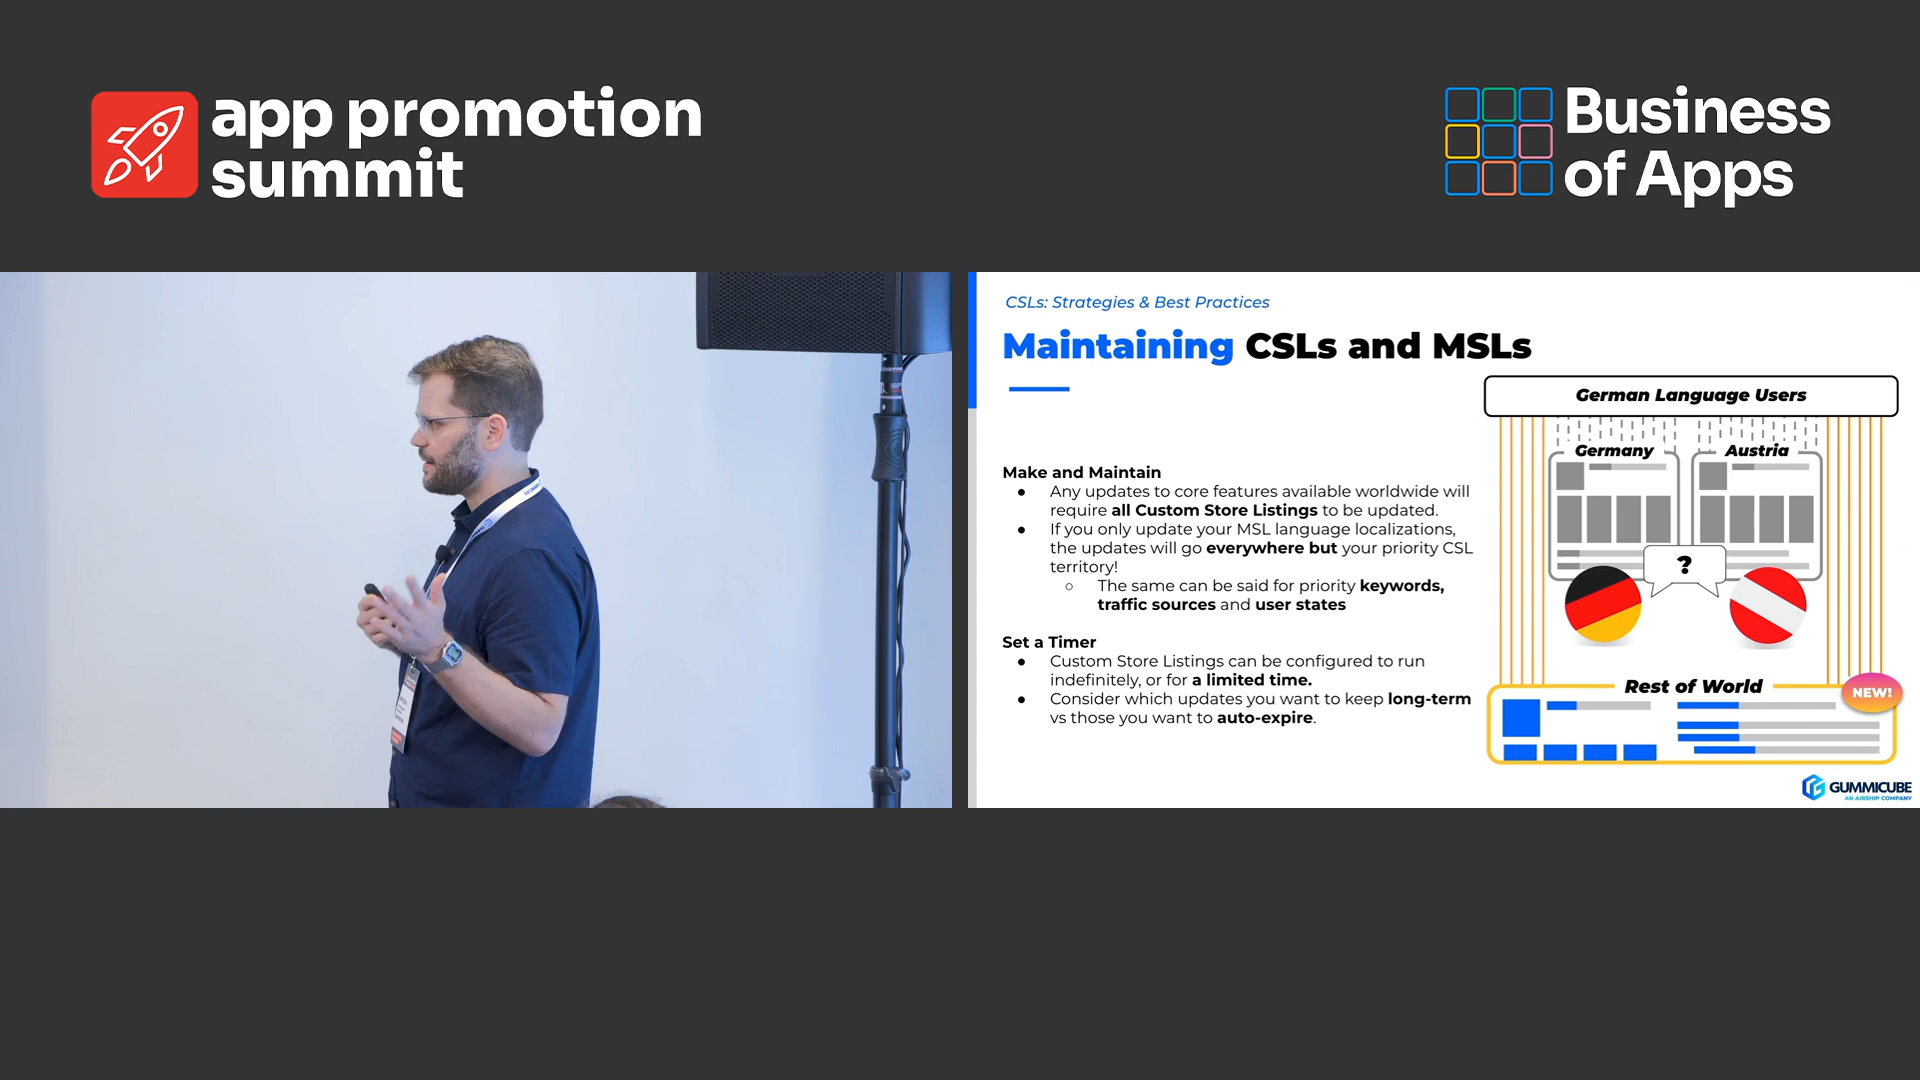 app promotion
summit
Business
of Apps
CSLs: Strategies & Best Practices
Maintaining CSLs and MSLs
Make and Maintain
● Any updates to core features available worldwide will
require all Custom Store Listings to be updated.
● If you only update your MSL language localizations,
the updates will go everywhere but your priority CSL
territory!
○ The same can be said for priority keywords,
traffic sources and user states
Set a Timer
● Custom Store Listings can be configured to run
indefinitely, or for a limited time.
● Consider which updates you want to keep long-term
vs those you want to auto-expire.
German Language Users
Germany
Austria
?
Rest of World
NEW!
GUMMICUBE
AN AIRSHIP COMPANY